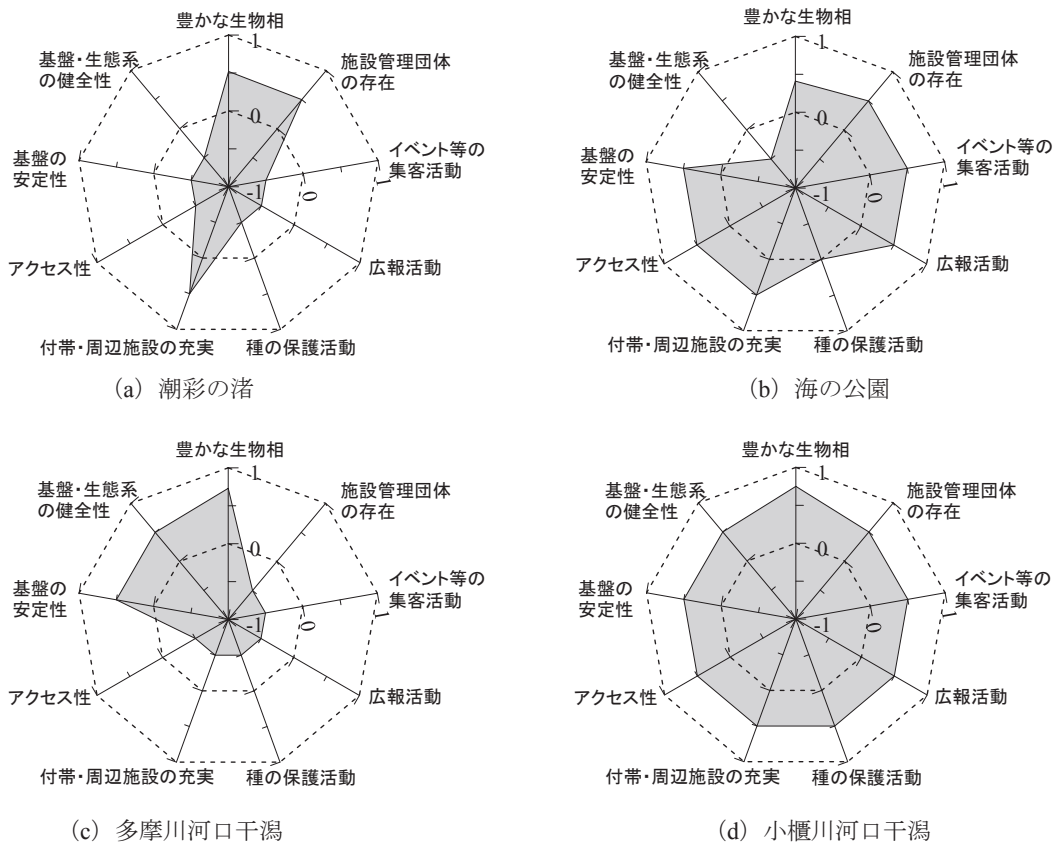 豊かな生物相
施設管理団体
の存在
イベント等の
集客活動
広報活動
種の保護活動
付帯・周辺施設の充実
アクセス性
基盤の
安定性
基盤・生態系
の健全性
1
0
-1
0
1
(a) 潮彩の渚
豊かな生物相
施設管理団体
の存在
イベント等の
集客活動
広報活動
種の保護活動
付帯・周辺施設の充実
アクセス性
基盤の
安定性
基盤・生態系
の健全性
1
0
-1
0
1
(b) 海の公園
豊かな生物相
施設管理団体
の存在
イベント等の
集客活動
広報活動
種の保護活動
付帯・周辺施設の充実
アクセス性
基盤の
安定性
基盤・生態系
の健全性
1
0
-1
0
1
(c) 多摩川河口干潟
豊かな生物相
施設管理団体
の存在
イベント等の
集客活動
広報活動
種の保護活動
付帯・周辺施設の充実
アクセス性
基盤の
安定性
基盤・生態系
の健全性
1
0
-1
0
1
(d) 小櫃川河口干潟